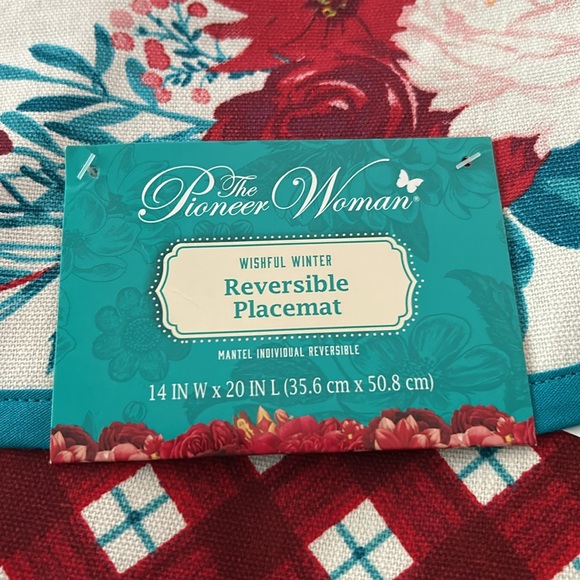 The
Pioneer Woman®
WISHFUL WINTER
Reversible
Placemat
MANTEL INDIVIDUAL REVERSIBLE
14 IN W x 20 IN L (35.6 cm x 50.8 cm)